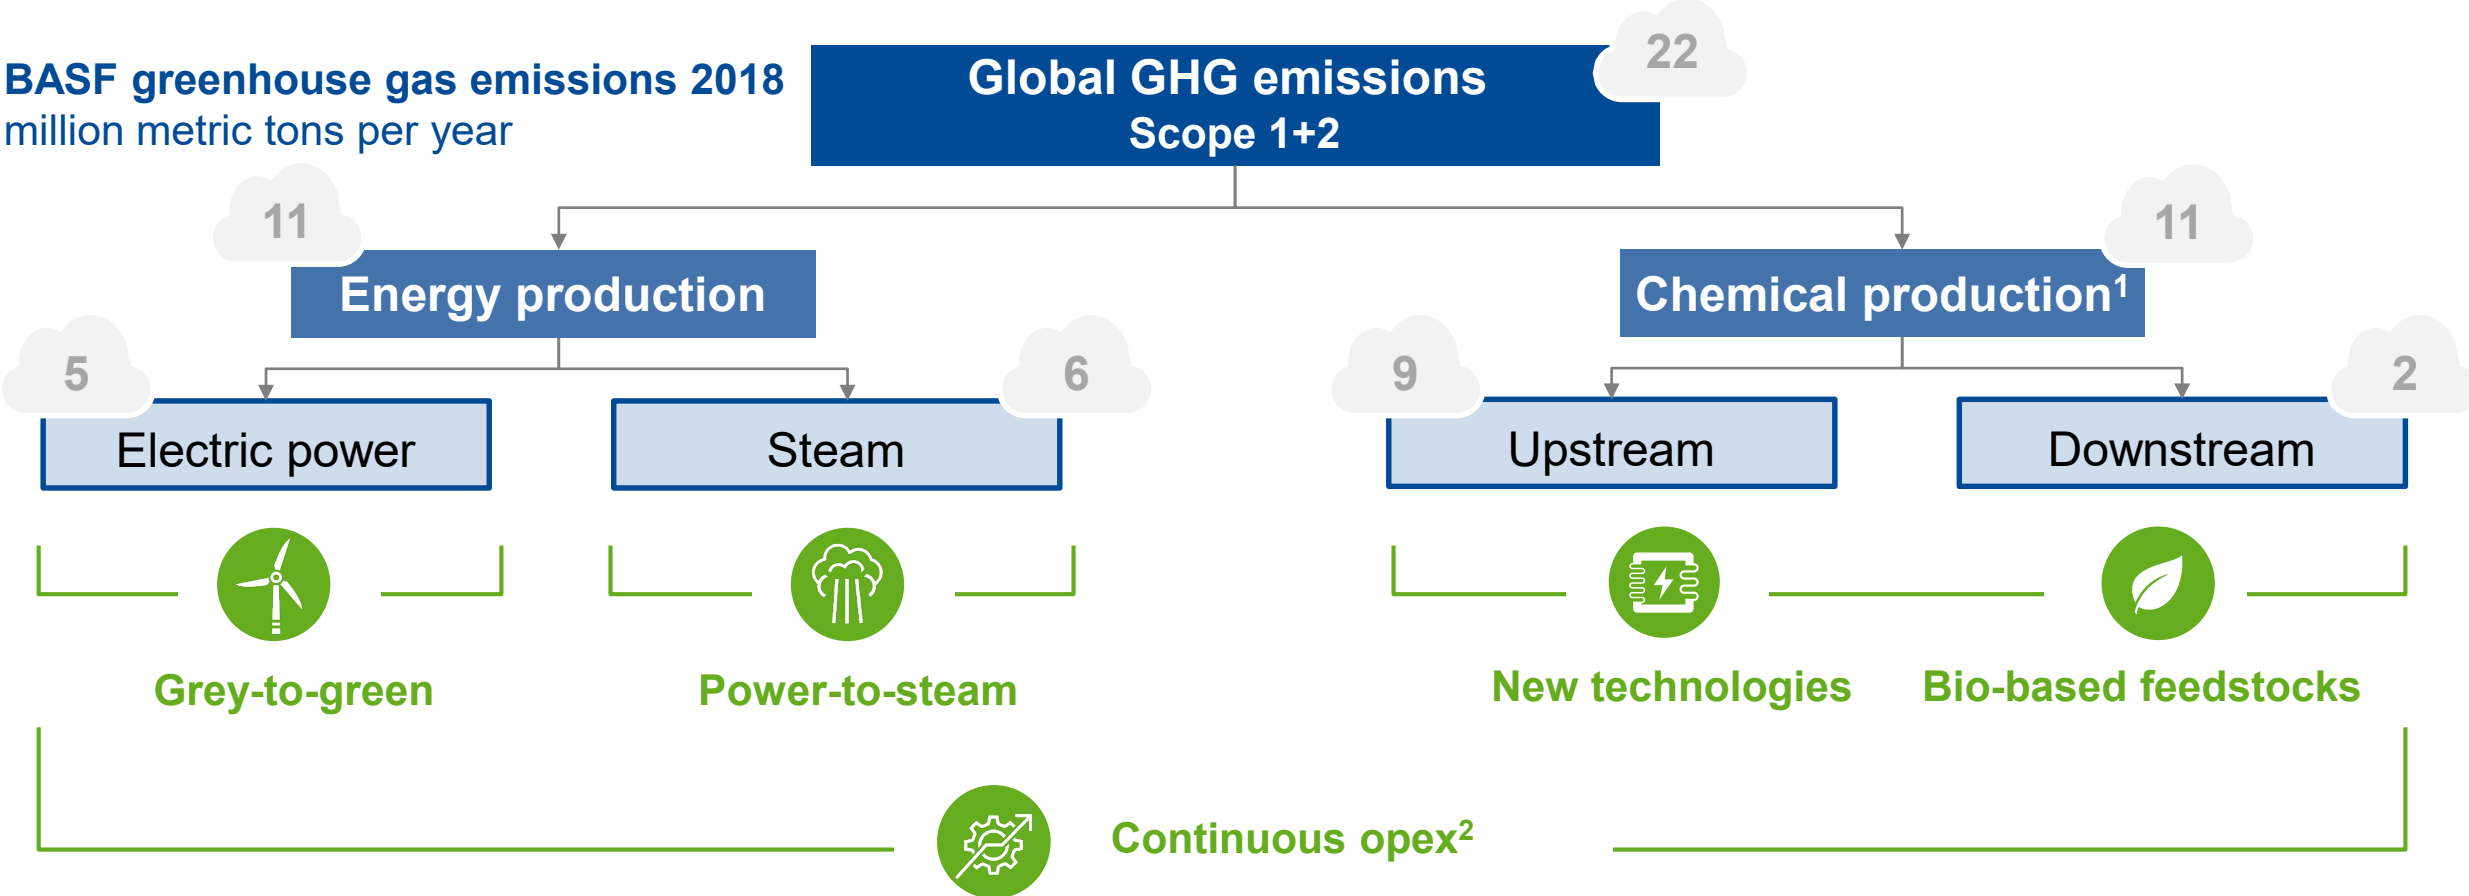 BASF greenhouse gas emissions 2018
million metric tons per year
Global GHG emissions
Scope 1+2
22
11
Energy production
11
Chemical production¹
5
Electric power
6
Steam
9
Upstream
2
Downstream
Grey-to-green
Power-to-steam
New technologies
Bio-based feedstocks
Continuous opex²